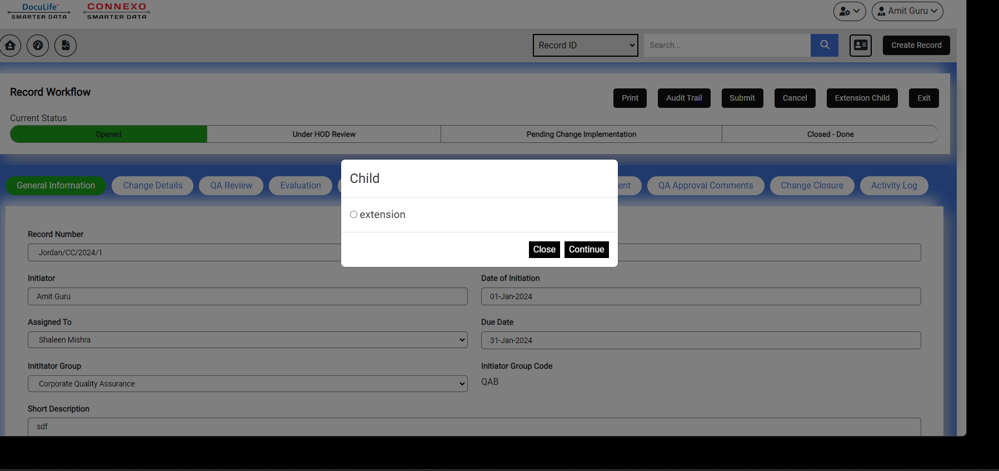 DocuLife™
SMARTER DATA
CONNEXO
SMARTER DATA
Amit Guru
Record ID
Search...
Create Record
Record Workflow
Print
Audit Trail
Submit
Cancel
Extension Child
Exit
Current Status
Opened
Under HOD Review
Pending Change Implementation
Closed - Done
General Information
Change Details
QA Review
Evaluation
ent
QA Approval Comments
Change Closure
Activity Log
Child
extension
Close
Continue
Record Number
Jordan/CC/2024/1
Initiator
Date of Initiation
Amit Guru
01-Jan-2024
Assigned To
Due Date
Shaleen Mishra
31-Jan-2024
Inititator Group
Initiator Group Code
Corporate Quality Assurance
QAB
Short Description
sdf